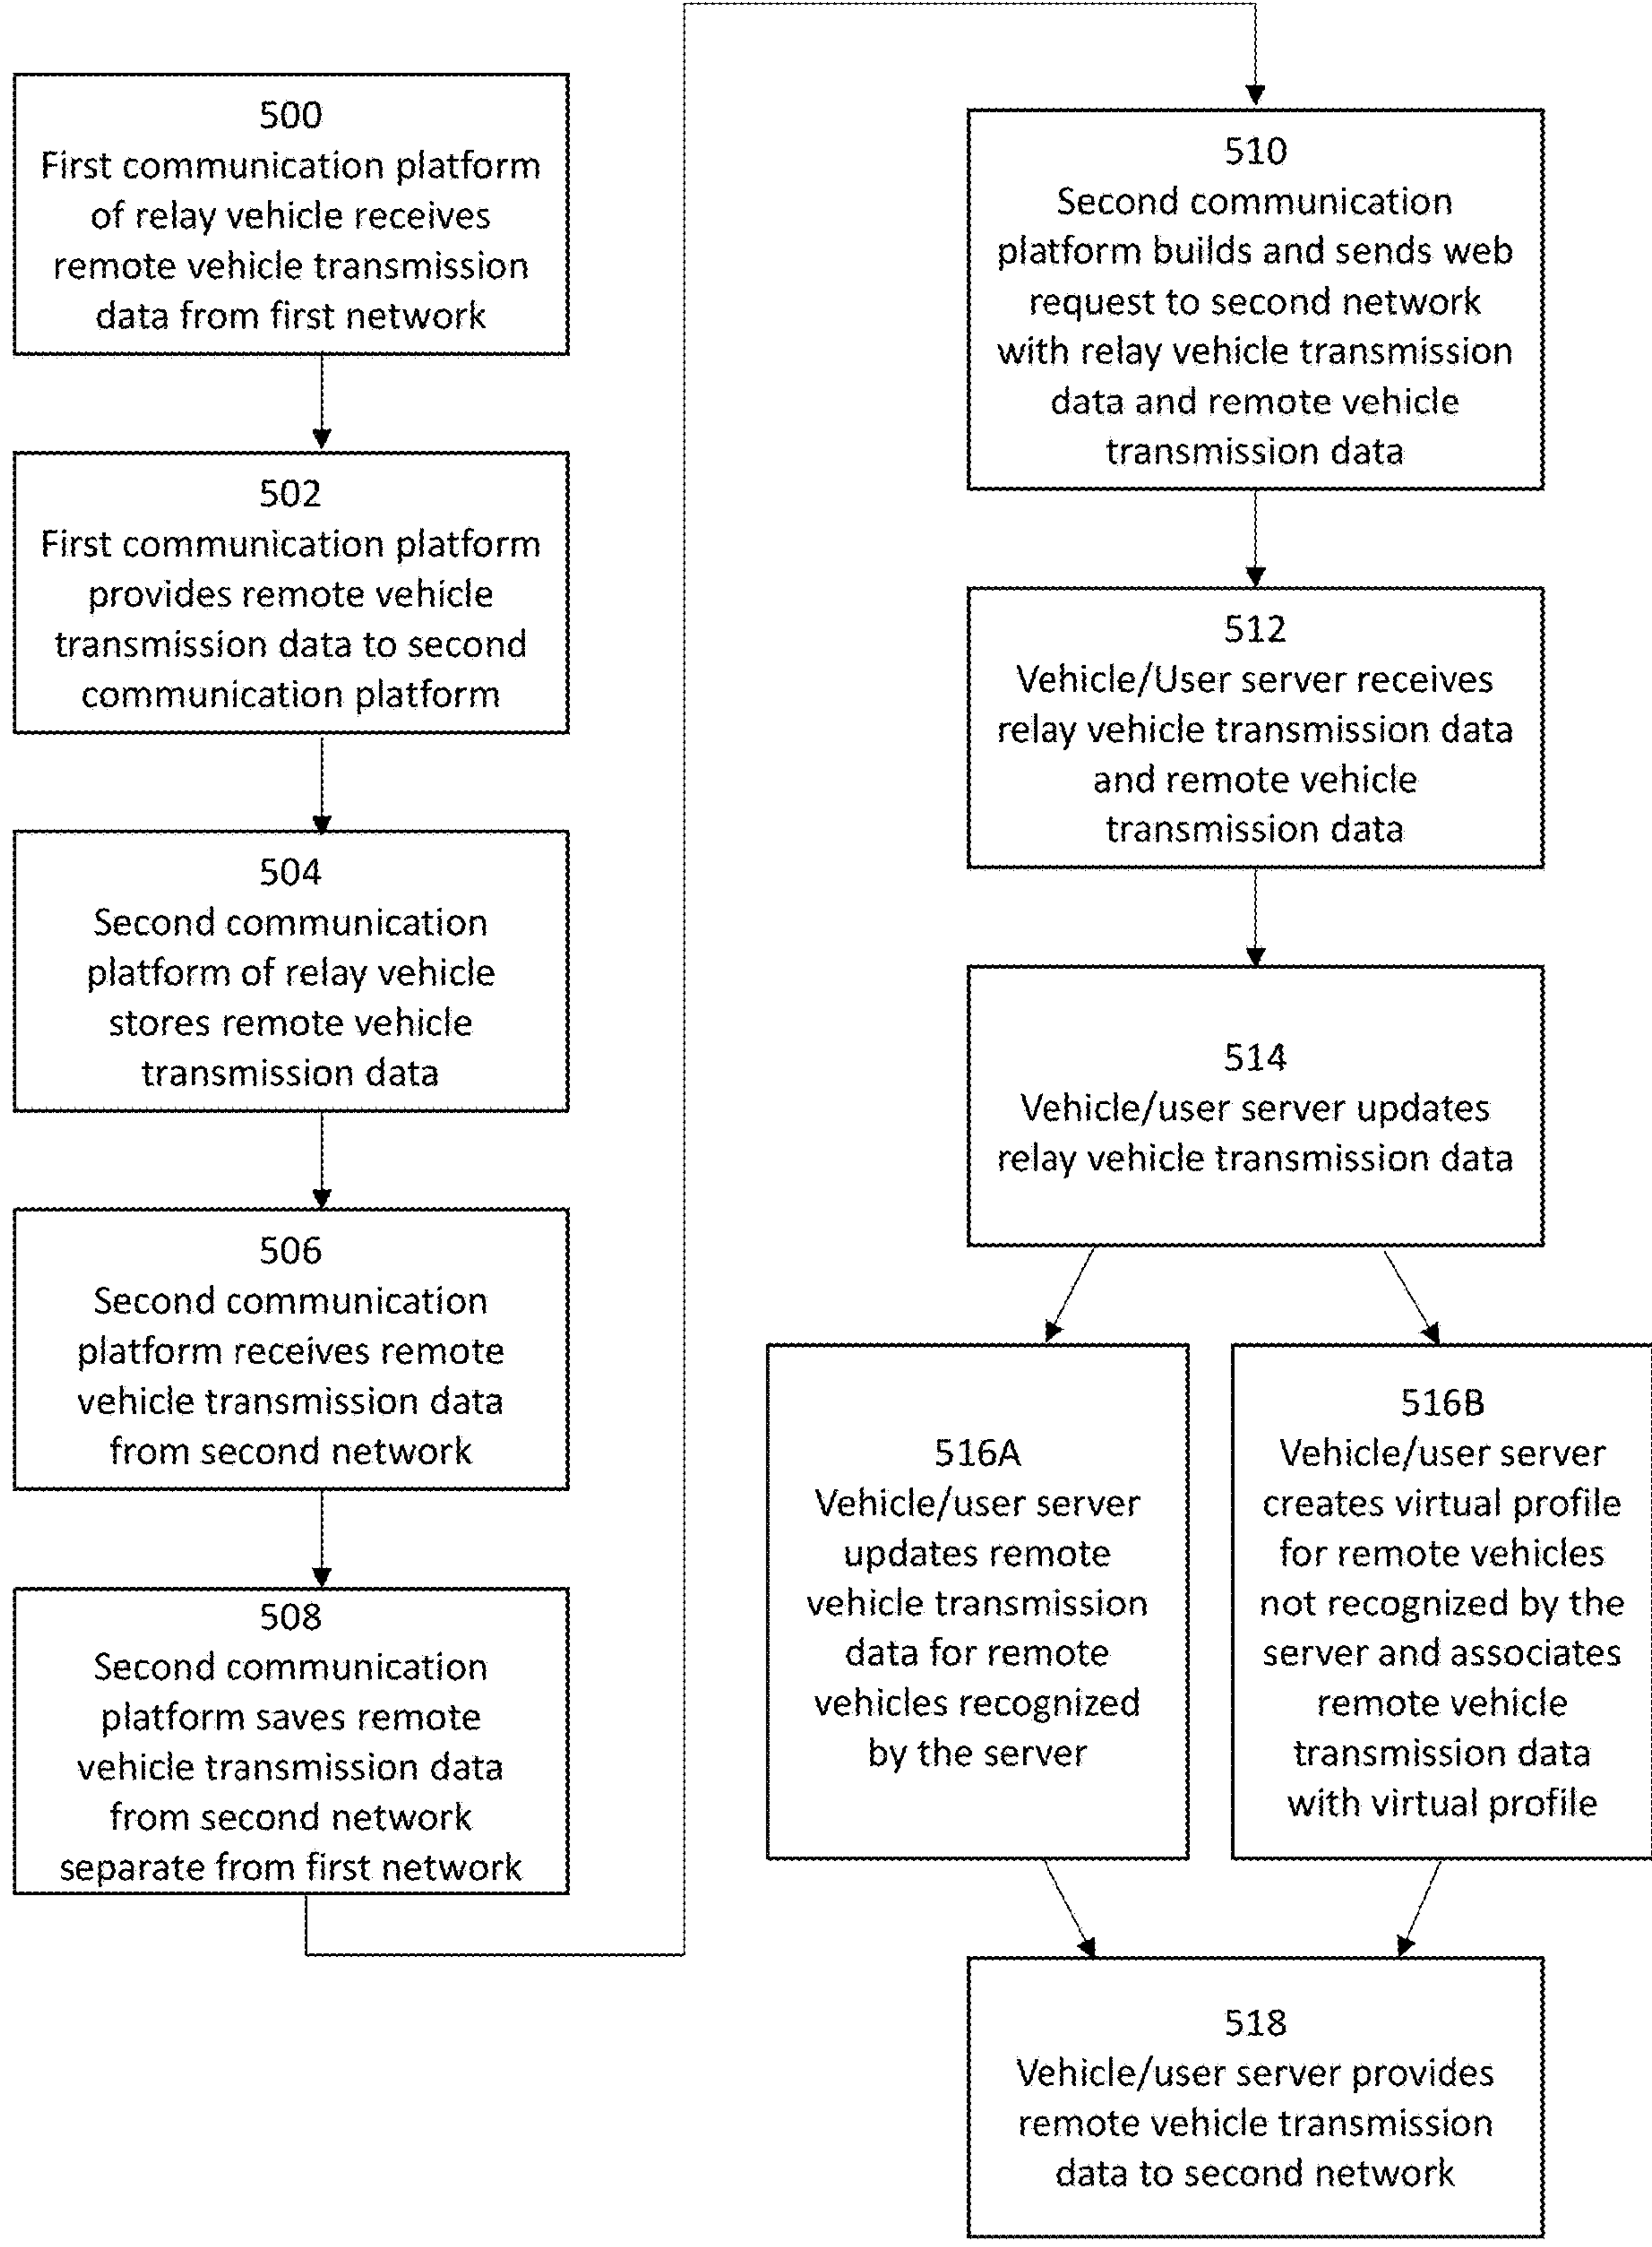 500
First communication platform
of relay vehicle receives
remote vehicle transmission
data from first network
502
First communication platform
provides remote vehicle
transmission data to second
communication platform
504
Second communication
platform of relay vehicle
stores remote vehicle
transmission data
506
Second communication
platform receives remote
vehicle transmission data
from second network
508
Second communication
platform saves remote
vehicle transmission data
from second network
separate from first network
510
Second communication
platform builds and sends web
request to second network
with relay vehicle transmission
data and remote vehicle
transmission data
512
Vehicle/User server receives
relay vehicle transmission data
and remote vehicle
transmission data
514
Vehicle/user server updates
relay vehicle transmission data
516A
Vehicle/user server
updates remote
vehicle transmission
data for remote
vehicles recognized
by the server
516B
Vehicle/user server
creates virtual profile
for remote vehicles
not recognized by the
server and associates
remote vehicle
transmission data
with virtual profile
518
Vehicle/user server provides
remote vehicle transmission
data to second network